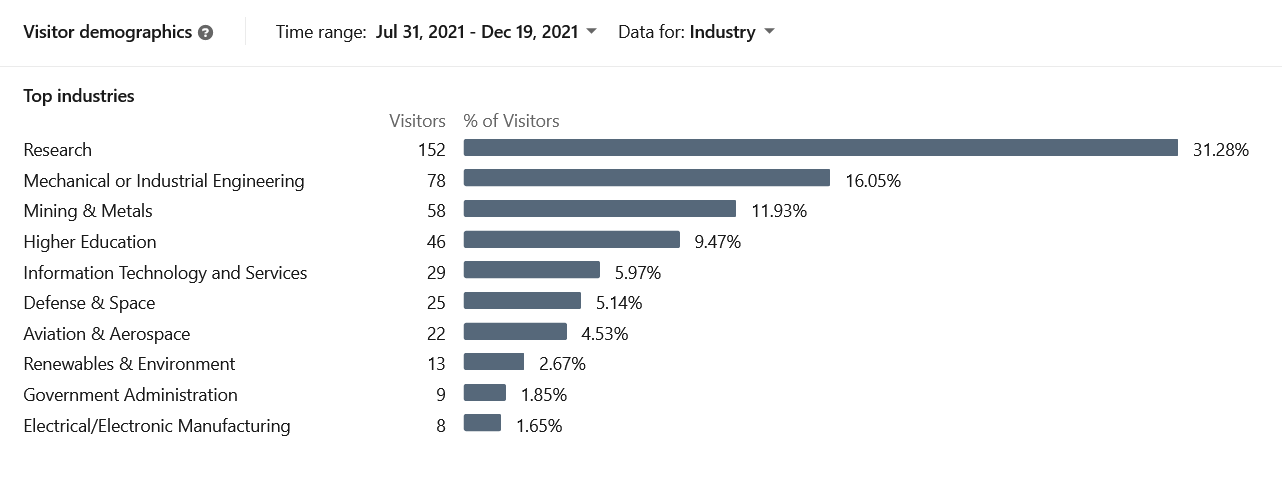 Visitor demographics ? Time range: Jul 31, 2021 - Dec 19, 2021 Data for: Industry
Top industries
Visitors % of Visitors
Research 152 31.28%
Mechanical or Industrial Engineering 78 16.05%
Mining & Metals 58 11.93%
Higher Education 46 9.47%
Information Technology and Services 29 5.97%
Defense & Space 25 5.14%
Aviation & Aerospace 22 4.53%
Renewables & Environment 13 2.67%
Government Administration 9 1.85%
Electrical/Electronic Manufacturing 8 1.65%